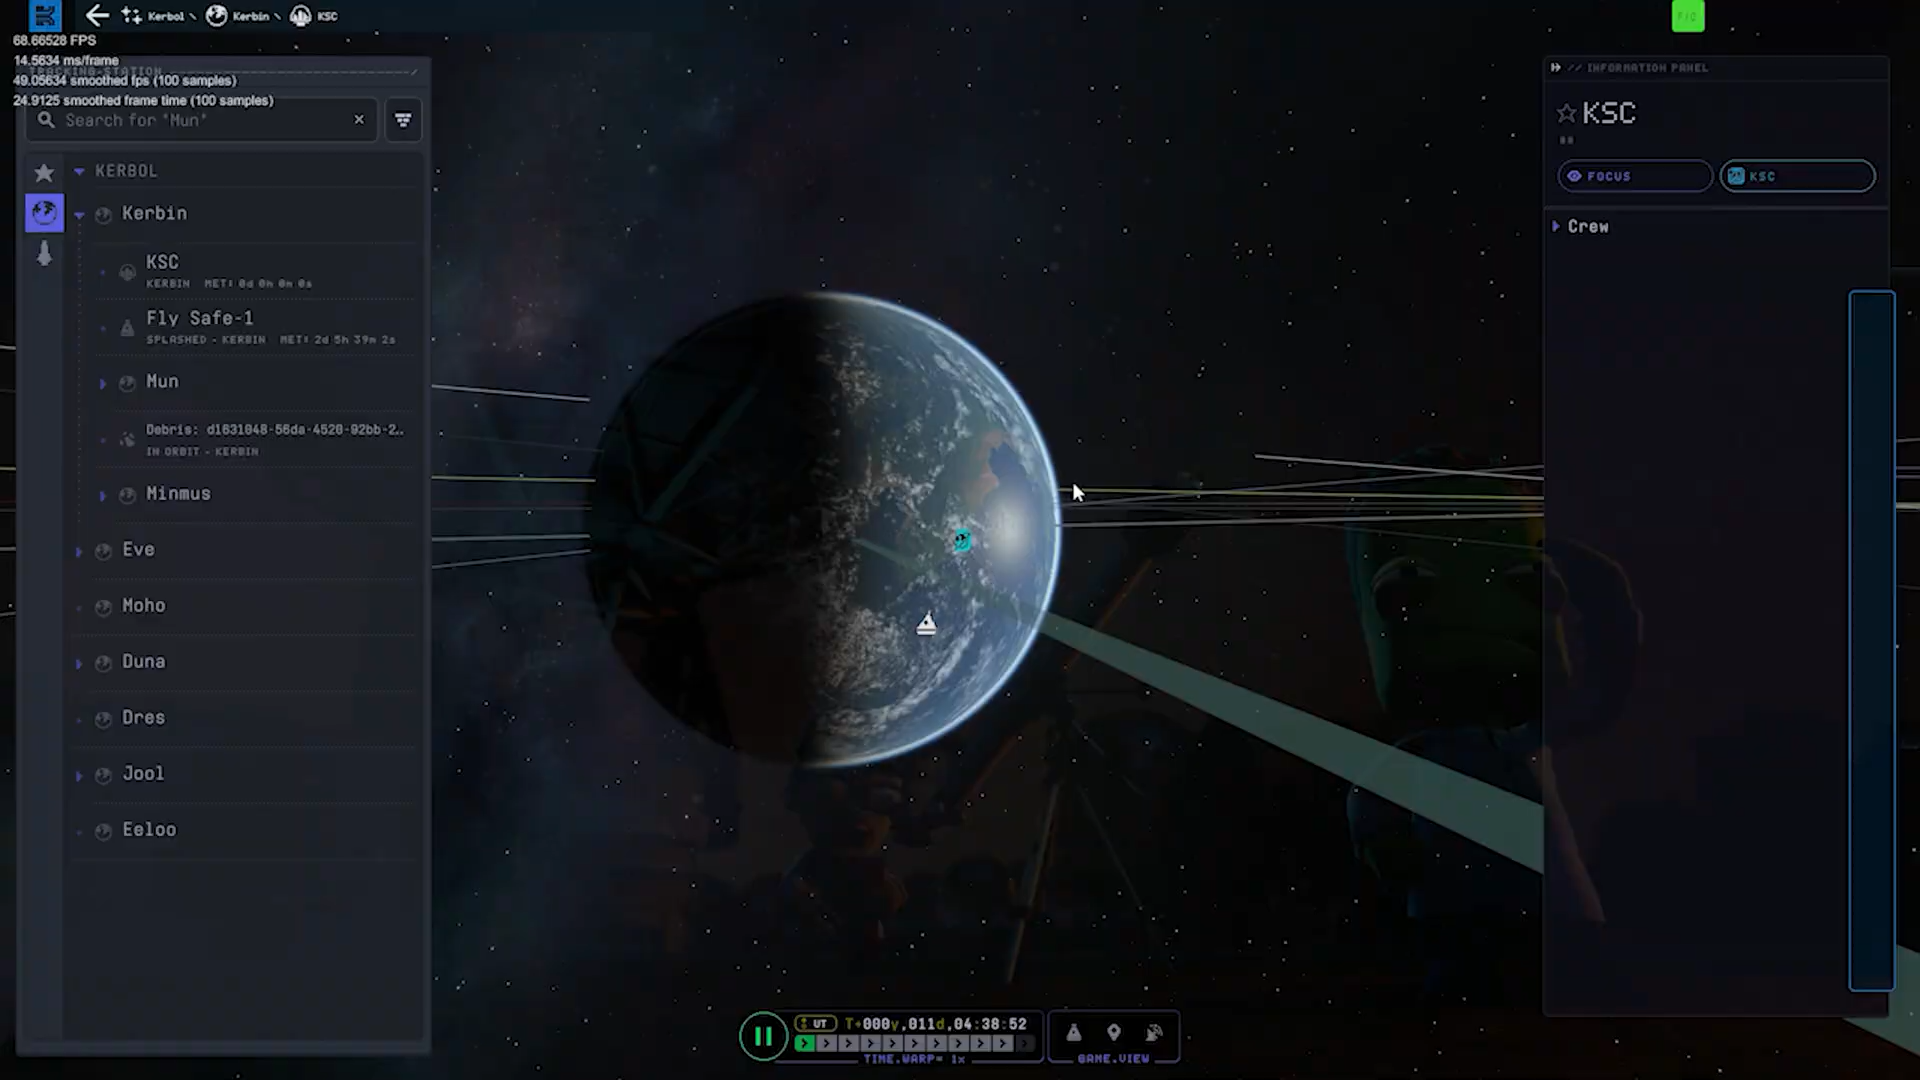 Kerbol
Kerbin
KSC
68.66528 FPS
14.5634 ms/frame
TRACKING-STATION
49.05634 smoothed fps (100 samples)
24.9125 smoothed frame time (100 samples)
Search for "Mun"
KERBOL
Kerbin
KSC
KERBIN MET: 0d 0h 0m 0s
Fly Safe-1
SPLASHED - KERBIN MET: 2d 5h 39m 2s
Mun
Debris: d1631048-56da-4520-92bb-2..
IN ORBIT - KERBIN
Minmus
Eve
Moho
Duna
Dres
Jool
Eeloo
// INFORMATION PANEL
KSC
FOCUS
KSC
Crew
UT T+000y,011d,04:38:52
TIME.WARP= 1x
GAME.VIEW